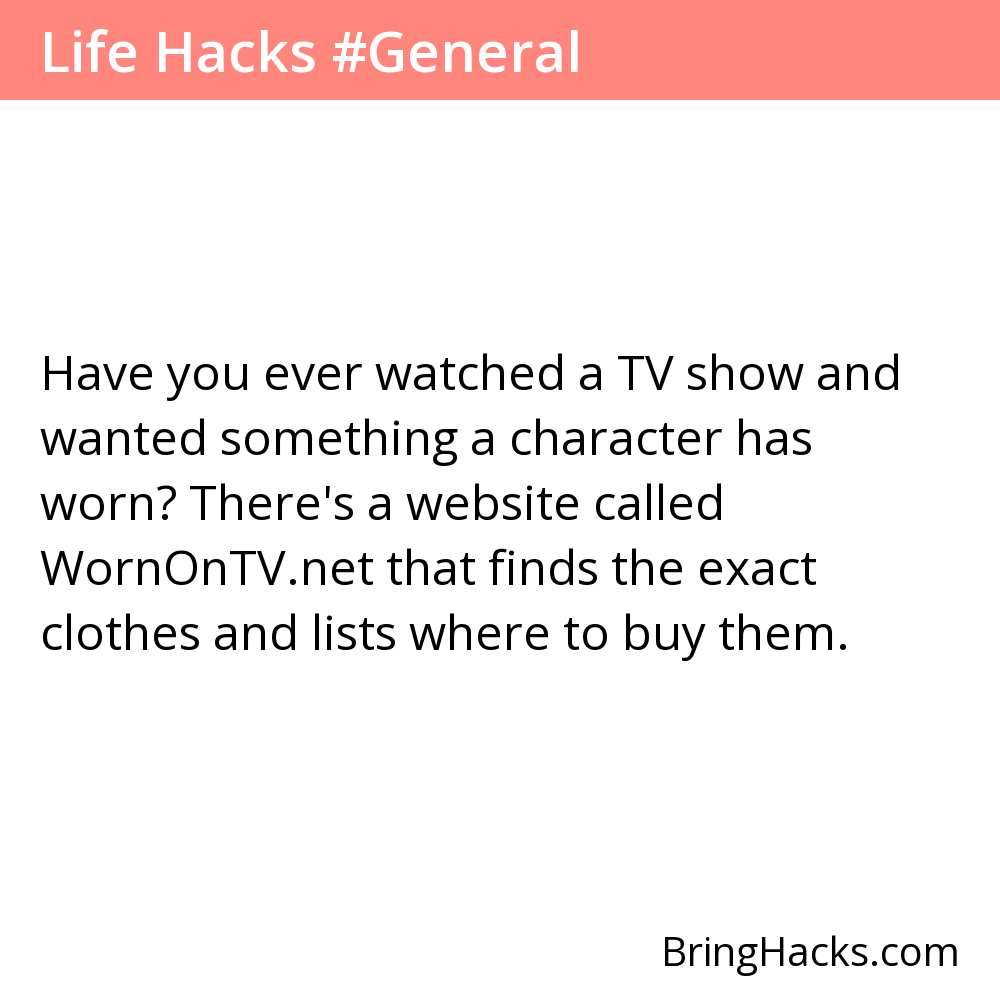 Life Hacks #General
Have you ever watched a TV show and
wanted something a character has
worn? There's a website called
WornOnTV.net that finds the exact
clothes and lists where to buy them.
BringHacks.com